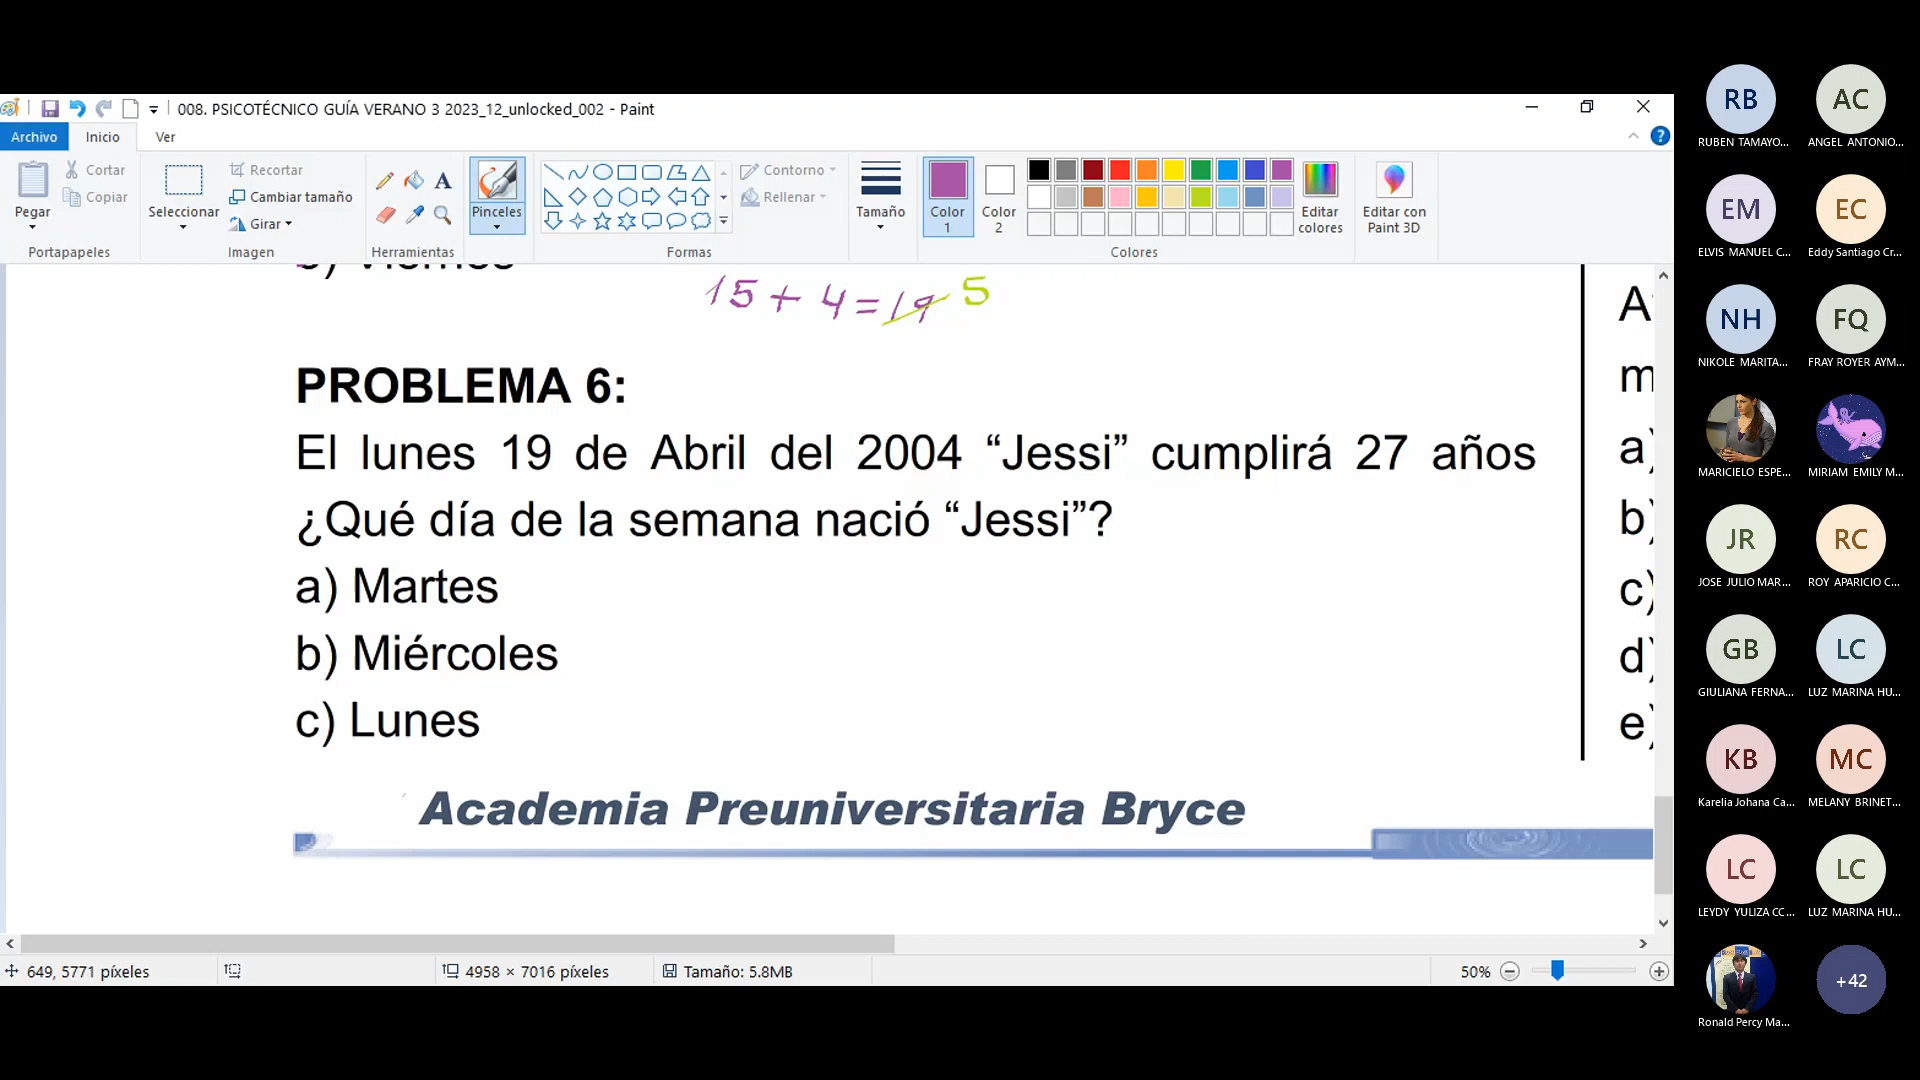 008. PSICOTÉCNICO GUÍA VERANO 3 2023_12_unlocked_002 - Paint
Archivo Inicio Ver
Pegar
Cortar
Copiar
Portapapeles
Seleccionar
Recortar
Cambiar tamaño
Girar
Imagen
A
Herramientas
Pinceles
Contorno
Rellenar
Formas
Tamaño
Color 1
Color 2
Editar colores
Editar con Paint 3D
Colores
15 + 4 = 19 5
PROBLEMA 6:
El lunes 19 de Abril del 2004 “Jessi” cumplirá 27 años
¿Qué día de la semana nació “Jessi”?
a) Martes
b) Miércoles
c) Lunes
Academia Preuniversitaria Bryce
a)
b)
c)
d)
e)
649, 5771 píxeles
4958 × 7016 píxeles
Tamaño: 5.8MB
50%
RB AC
RUBEN TAMAYO... ANGEL ANTONIO...
EM EC
ELVIS MANUEL C... Eddy Santiago Cr...
NH FQ
NIKOLE MARITA... FRAY ROYER AYM...
MARICIELO ESPE... MIRIAM EMILY M...
JR RC
JOSE JULIO MAR... ROY APARICIO C...
GB LC
GIULIANA FERNA... LUZ MARINA HU...
KB MC
Karelia Johana Ca... MELANY BRINET...
LC LC
LEYDY YULIZA CC... LUZ MARINA HU...
+42
Ronald Percy Ma...